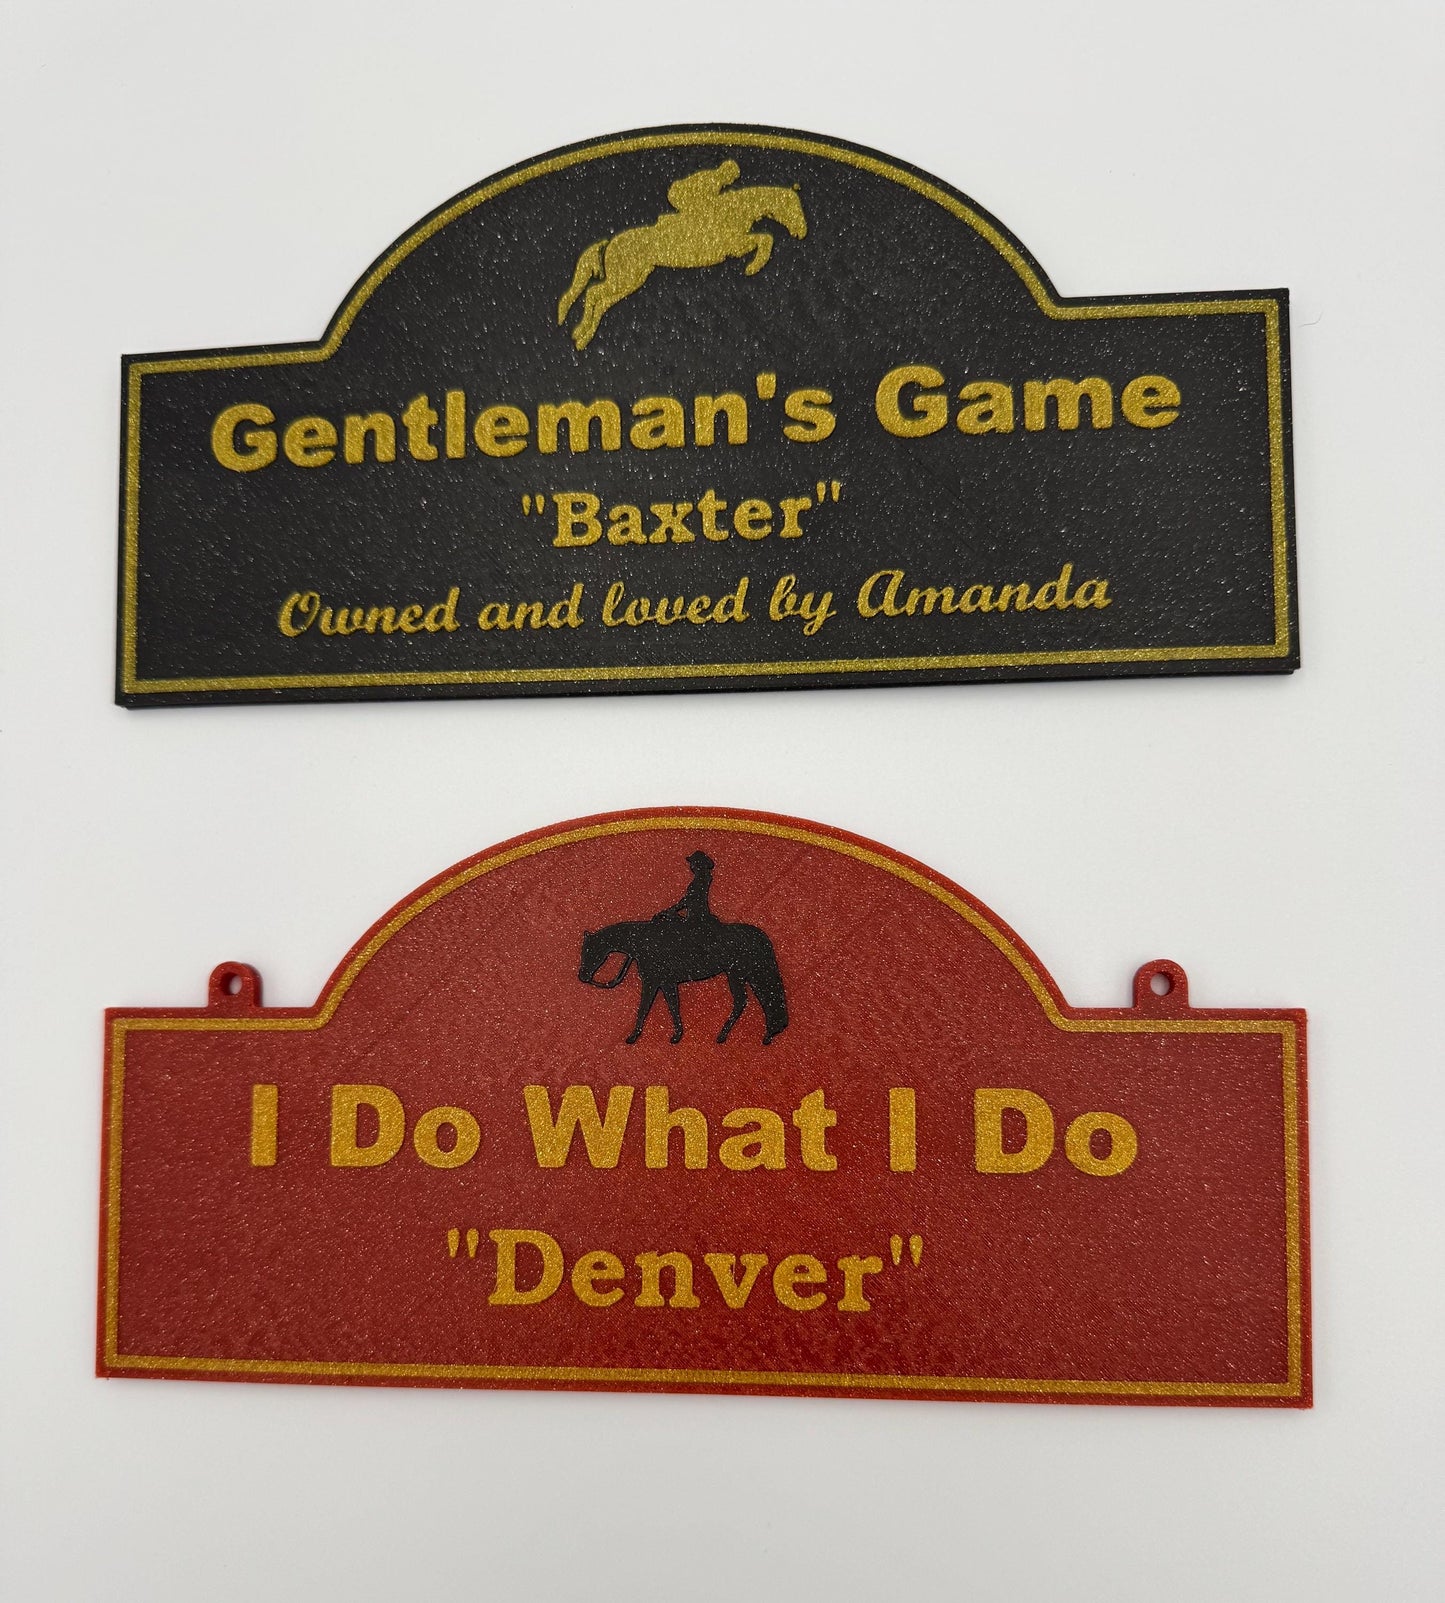 Gentleman's Game
"Baxter"
Owned and loved by Amanda
I Do What I Do
"Denver"